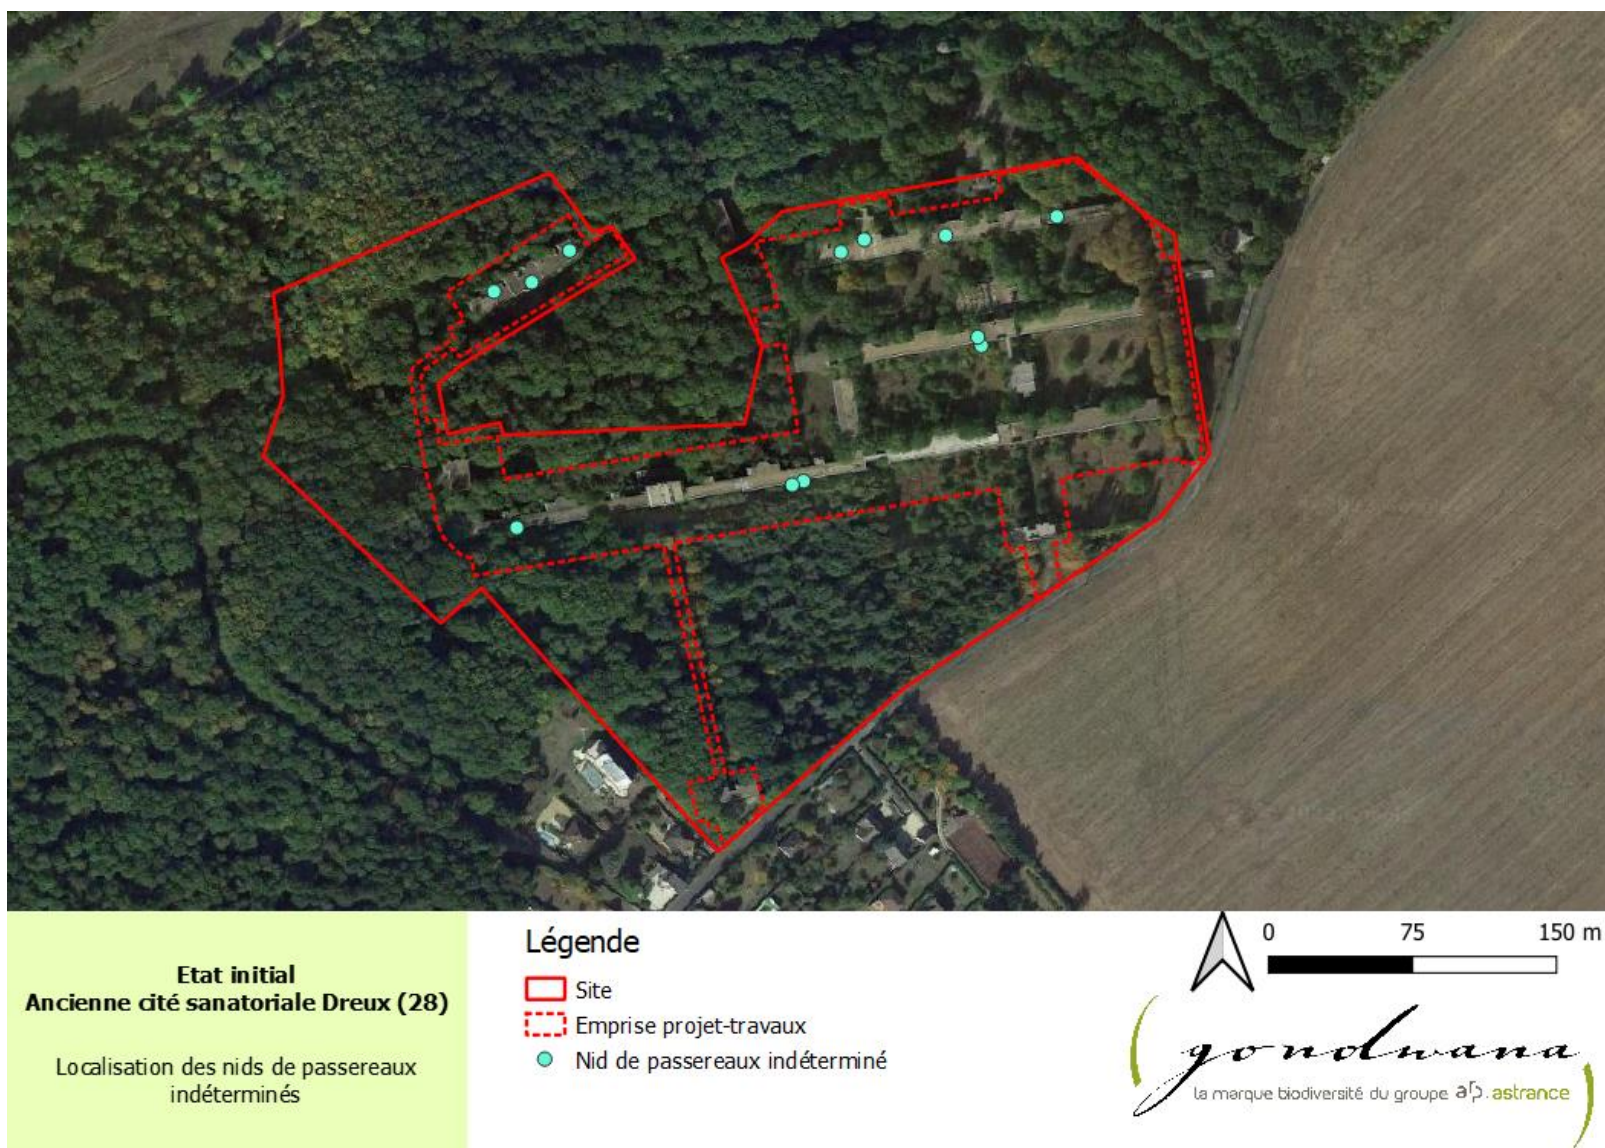 Etat initial
Ancienne cité sanatoriale Dreux (28)
Localisation des nids de passereaux
indéterminés
Légende
Site
Emprise projet-travaux
Nid de passereaux indéterminé
0 75 150 m
gondwana
la marque biodiversité du groupe arp. astrance